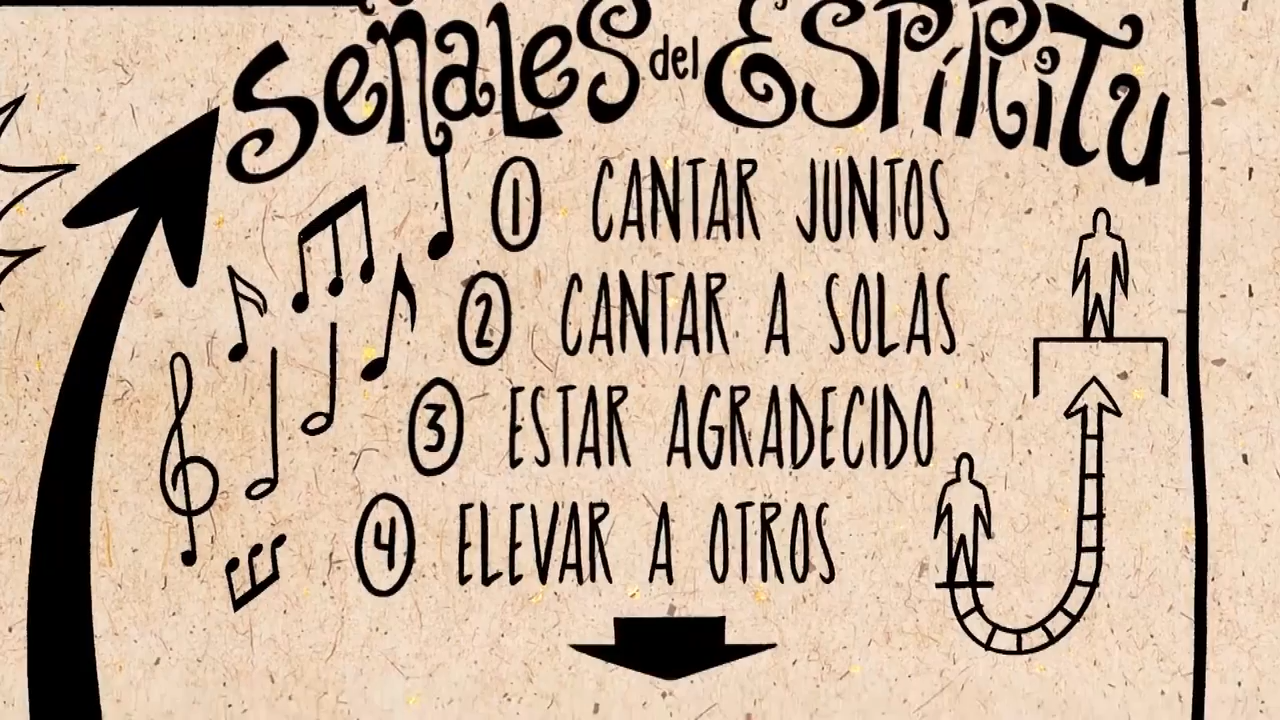 Señales del ESPÍRiTu
1 CANTAR JUNTOS
2 CANTAR A SOLAS
3 ESTAR AGRADECIDO
4 ELEVAR A OTROS